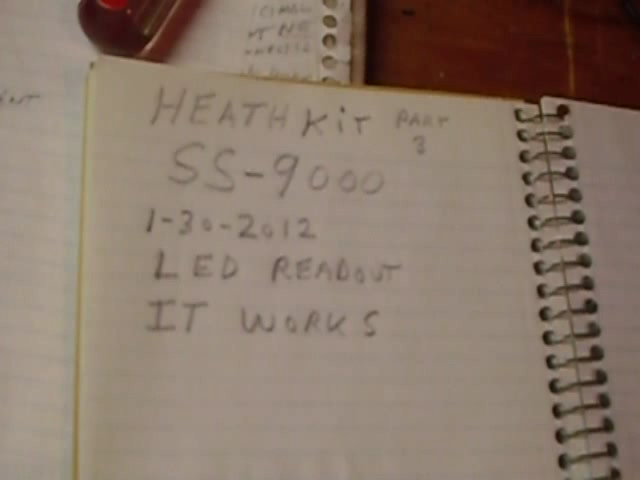 HEATHKiT PART 3
SS-9000
1-30-2012
LED READOUT
IT WORKS